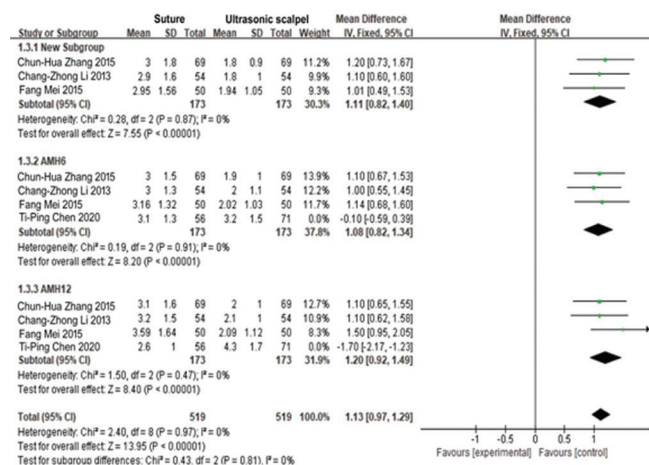 Suture Ultrasonic scalpel Mean Difference Mean Difference
Study or Subgroup Mean SD Total Mean SD Total Weight IV, Fixed, 95% CI IV, Fixed, 95% CI
1.3.1 New Subgroup
Chun-Hua Zhang 2015 3 1.8 69 1.8 0.9 69 11.2% 1.20 [0.73, 1.67]
Chang-Zhong Li 2013 2.9 1.6 54 1.8 1 54 9.9% 1.10 [0.60, 1.60]
Fang Mei 2015 2.95 1.56 50 1.94 1.05 50 9.3% 1.01 [0.49, 1.53]
Subtotal (95% CI) 173 173 30.3% 1.11 [0.82, 1.40]
Heterogeneity: Chi² = 0.28, df = 2 (P = 0.87); I² = 0%
Test for overall effect: Z = 7.55 (P < 0.00001)
1.3.2 AMH6
Chun-Hua Zhang 2015 3 1.5 69 1.9 1 69 13.9% 1.10 [0.67, 1.53]
Chang-Zhong Li 2013 3 1.3 54 2 1.1 54 12.2% 1.00 [0.55, 1.45]
Fang Mei 2015 3.16 1.32 50 2.02 1.03 50 11.7% 1.14 [0.68, 1.60]
Ti-Ping Chen 2020 3.1 1.3 56 3.2 1.5 71 0.0% -0.10 [-0.59, 0.39]
Subtotal (95% CI) 173 173 37.8% 1.08 [0.82, 1.34]
Heterogeneity: Chi² = 0.19, df = 2 (P = 0.91); I² = 0%
Test for overall effect: Z = 8.20 (P < 0.00001)
1.3.3 AMH12
Chun-Hua Zhang 2015 3.1 1.6 69 2 1 69 12.7% 1.10 [0.65, 1.55]
Chang-Zhong Li 2013 3.2 1.5 54 2.1 1 54 10.9% 1.10 [0.62, 1.58]
Fang Mei 2015 3.59 1.64 50 2.09 1.12 50 8.3% 1.50 [0.95, 2.05]
Ti-Ping Chen 2020 2.6 1 56 4.3 1.7 71 0.0% -1.70 [-2.17, -1.23]
Subtotal (95% CI) 173 173 31.9% 1.20 [0.92, 1.49]
Heterogeneity: Chi² = 1.50, df = 2 (P = 0.47); I² = 0%
Test for overall effect: Z = 8.40 (P < 0.00001)
Total (95% CI) 519 519 100.0% 1.13 [0.97, 1.29]
Heterogeneity: Chi² = 2.40, df = 8 (P = 0.97); I² = 0%
Test for overall effect: Z = 13.95 (P < 0.00001)
Test for subgroup differences: Chi² = 0.43, df = 2 (P = 0.81), I² = 0%
-1 -0.5 0 0.5 1
Favours [experimental] Favours [control]